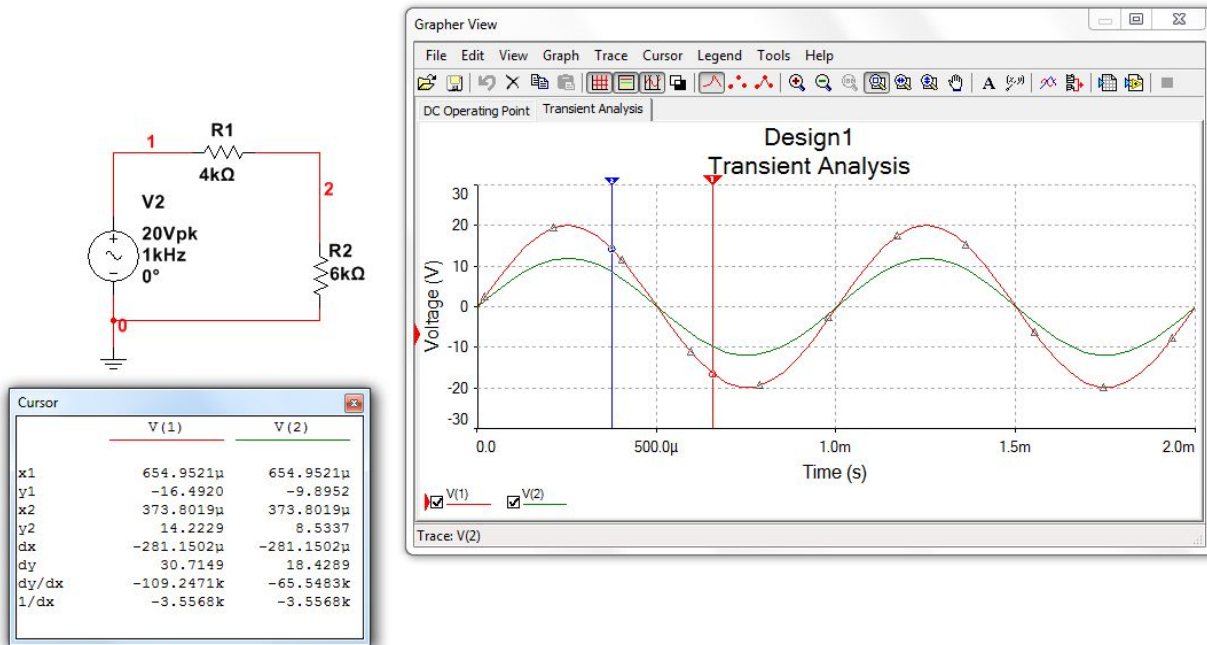 Grapher View
File Edit View Graph Trace Cursor Legend Tools Help
DC Operating Point Transient Analysis
Design1
Transient Analysis
Voltage (V)
30
20
10
0
-10
-20
-30
0.0 500.0µ 1.0m 1.5m 2.0m
Time (s)
V(1) V(2)
Trace: V(2)
1
R1
4kΩ
2
V2
20Vpk
1kHz
0°
R2
6kΩ
0
Cursor
V(1) V(2)
x1 654.9521µ 654.9521µ
y1 -16.4920 -9.8952
x2 373.8019µ 373.8019µ
y2 14.2229 8.5337
dx -281.1502µ -281.1502µ
dy 30.7149 18.4289
dy/dx -109.2471k -65.5483k
1/dx -3.5568k -3.5568k